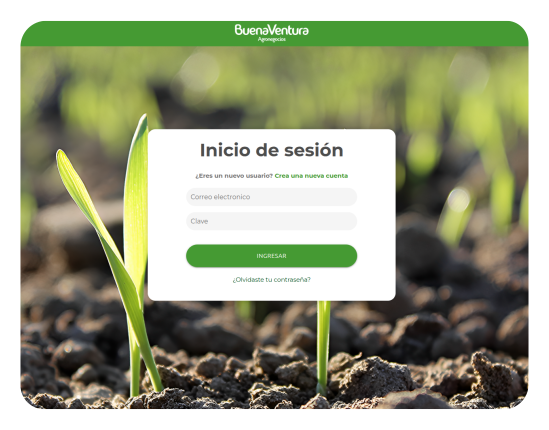 BuenaVentura
Agronegocios
Inicio de sesión
¿Eres un nuevo usuario? Crea una nueva cuenta
Correo electronico
Clave
INGRESAR
¿Olvidaste tu contraseña?